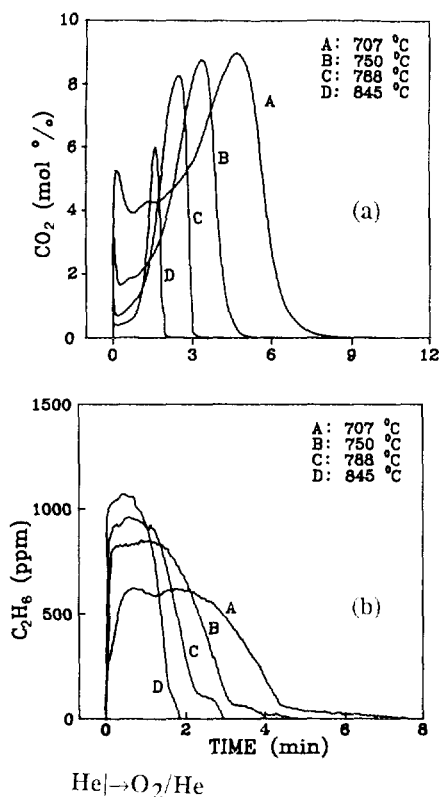 A: 707 °C
B: 750 °C
C: 788 °C
D: 845 °C
CO2 (mol °/%)
10
8
6
4
2
0
A
B
C
D
(a)
0 3 6 9 12
1500
1000
500
0
C2H6 (ppm)
A: 707 °C
B: 750 °C
C: 788 °C
D: 845 °C
A
B
C
D
(b)
0 2 4 6 8
TIME (min)
He|→O2/He